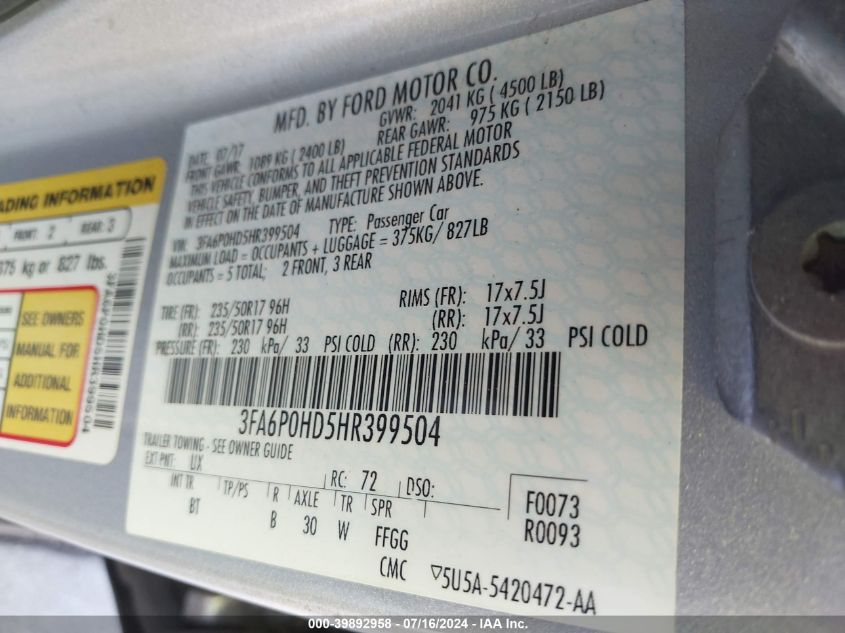 MFD. BY FORD MOTOR CO.
DATE: 07/17 GVWR: 2041 KG ( 4500 LB)
FRONT GAWR: 1089 KG ( 2400 LB) REAR GAWR: 975 KG ( 2150 LB)
THIS VEHICLE CONFORMS TO ALL APPLICABLE FEDERAL MOTOR
VEHICLE SAFETY, BUMPER, AND THEFT PREVENTION STANDARDS
IN EFFECT ON THE DATE OF MANUFACTURE SHOWN ABOVE.
VIN: 3FA6P0HD5HR399504 TYPE: Passenger Car
MAXIMUM LOAD = OCCUPANTS + LUGGAGE = 375KG/ 827LB
OCCUPANTS = 5 TOTAL; 2 FRONT, 3 REAR
TIRE (FR): 235/50R17 96H RIMS (FR): 17x7.5J
(RR): 235/50R17 96H (RR): 17x7.5J
PRESSURE (FR): 230 kPa/ 33 PSI COLD (RR): 230 kPa/ 33 PSI COLD
3FA6P0HD5HR399504
TRAILER TOWING - SEE OWNER GUIDE
EXT PNT: UX RC: 72 DSO:
INT TR TP/PS R AXLE TR SPR
BT B 30 W FFGG
CMC
F0073
R0093
5U5A-5420472-AA
ADING INFORMATION
FRONT 2 REAR 3
375 kg or 827 lbs.
SEE OWNERS
MANUAL FOR
ADDITIONAL
INFORMATION
3FA6P0HD5HR399504
000-39892958 - 07/16/2024 - IAA Inc.